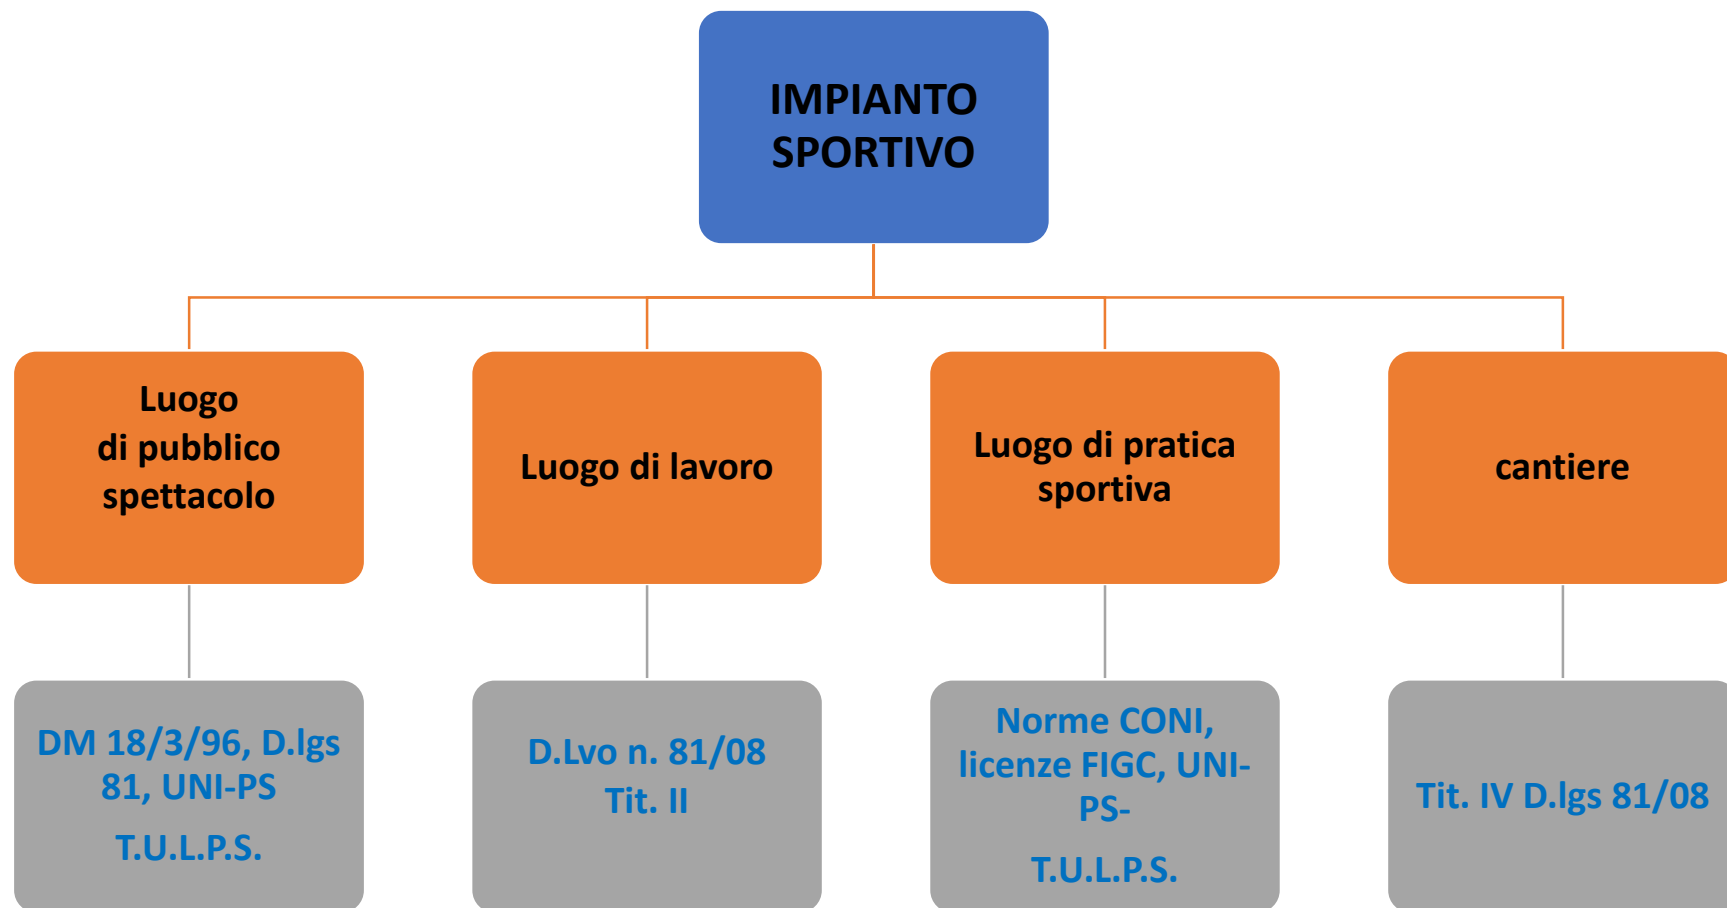 IMPIANTO
SPORTIVO
Luogo
di pubblico
spettacolo
Luogo di lavoro
Luogo di pratica
sportiva
cantiere
DM 18/3/96, D.lgs
81, UNI-PS
T.U.L.P.S.
D.Lvo n. 81/08
Tit. II
Norme CONI,
licenze FIGC, UNI-
PS-
T.U.L.P.S.
Tit. IV D.lgs 81/08